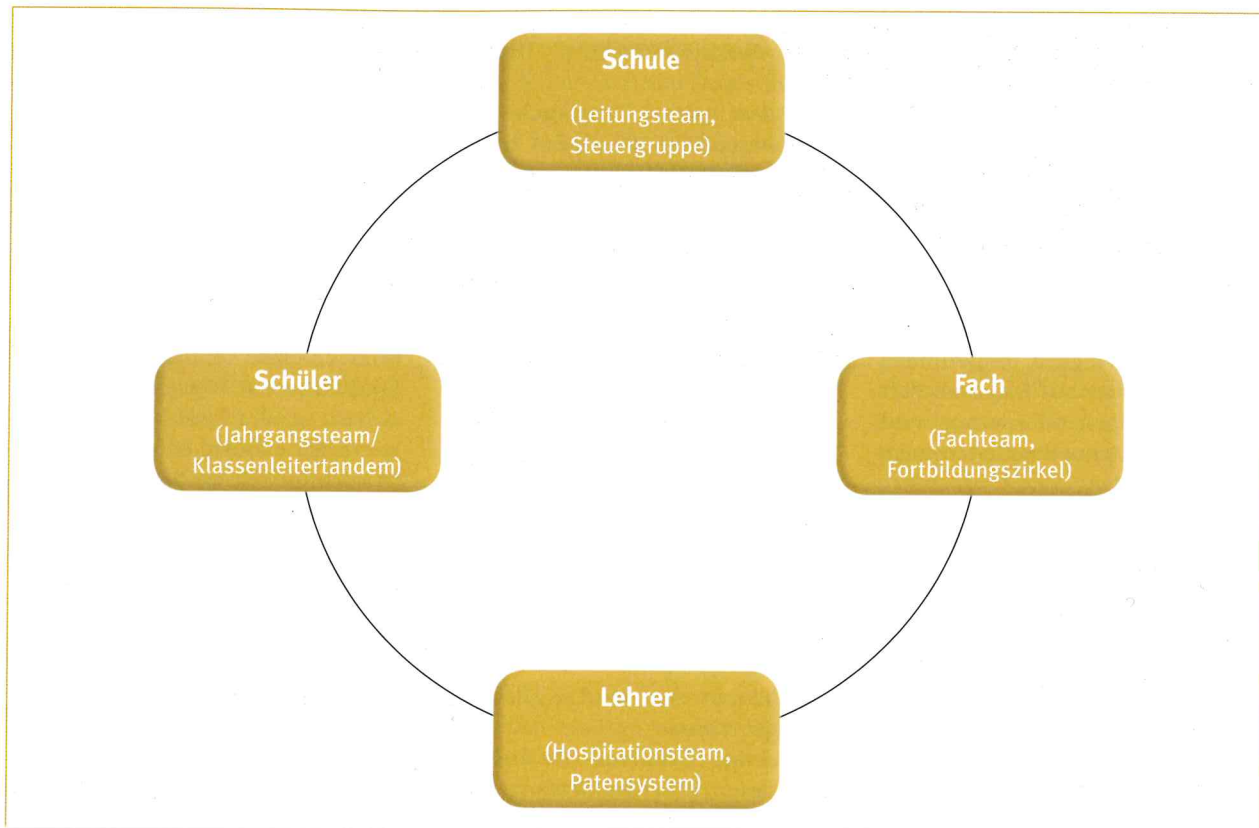 Schule
(Leitungsteam,
Steuergruppe)
Schüler
(Jahrgangsteam/
Klassenleitertandem)
Fach
(Fachteam,
Fortbildungszirkel)
Lehrer
(Hospitationsteam,
Patensystem)